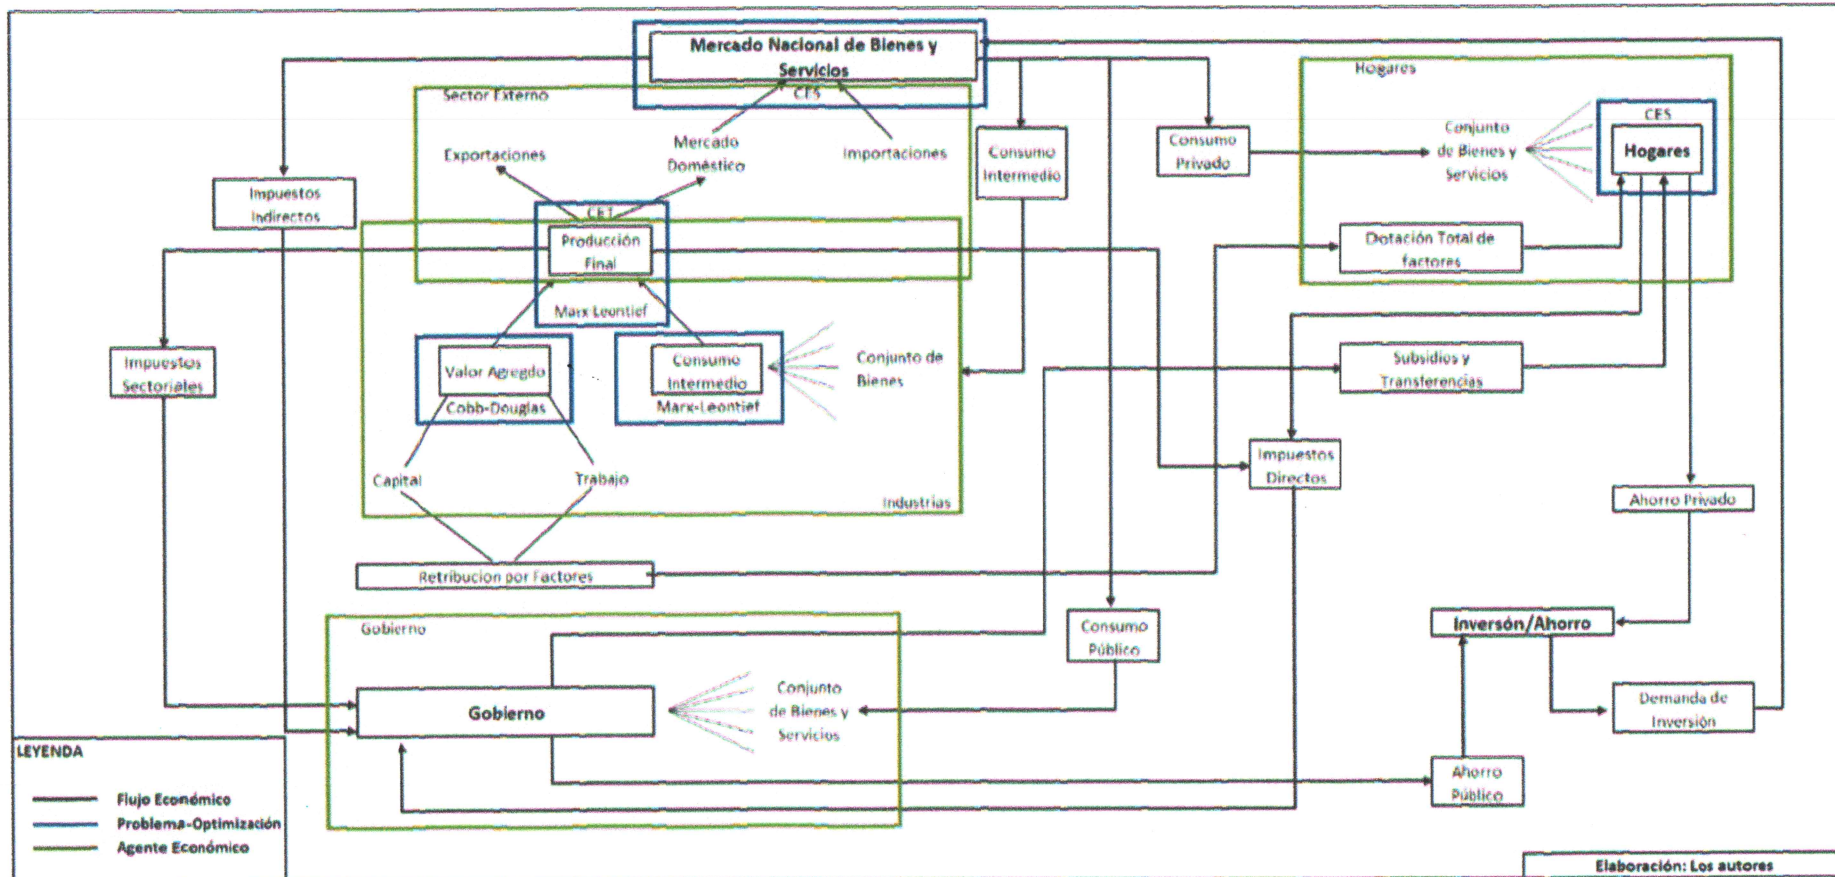 Mercado Nacional de Bienes y
Servicios
CES
Sector Externo
Exportaciones
Mercado
Doméstico
Importaciones
Consumo
Intermedio
Consumo
Privado
Hogares
Conjunto
de Bienes y
Servicios
CES
Hogares
Impuestos
Indirectos
CET
Producción
Final
Marx Leontief
Dotación Total de
factores
Impuestos
Sectoriales
Valor Agregdo
Cobb-Douglas
Consumo
Intermedio
Marx-Leontief
Conjunto de
Bienes
Subsidios y
Transferencias
Capital
Trabajo
Industrias
Impuestos
Directos
Ahorro Privado
Retribucion por Factores
Gobierno
Consumo
Público
Inversón/Ahorro
Gobierno
Conjunto
de Bienes y
Servicios
Demanda de
Inversión
Ahorro
Público
LEYENDA
Flujo Económico
Problema-Optimización
Agente Económico
Elaboración: Los autores